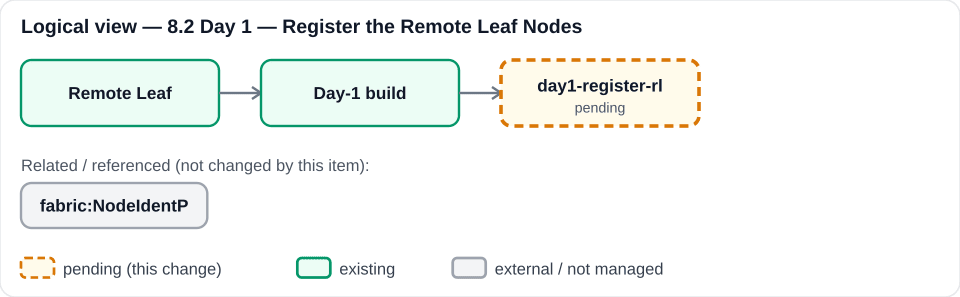 Logical view — 8.2 Day 1 — Register the Remote Leaf Nodes
Remote Leaf
Day-1 build
day1-register-rl
pending
Related / referenced (not changed by this item):
fabric:NodeIdentP
pending (this change)
existing
external / not managed